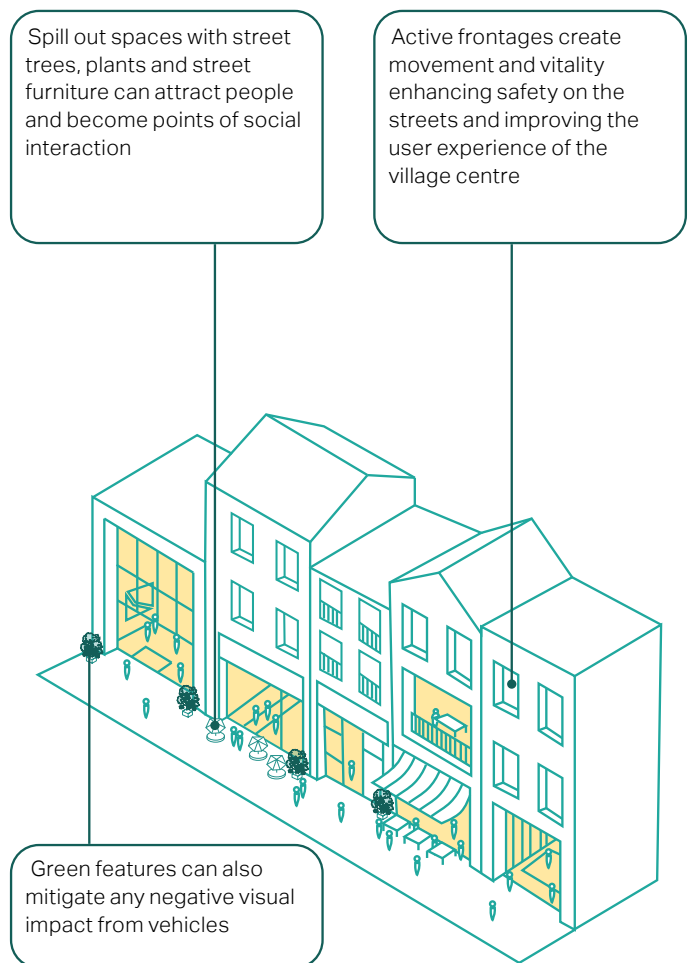 Spill out spaces with street
trees, plants and street
furniture can attract people
and become points of social
interaction
Active frontages create
movement and vitality
enhancing safety on the
streets and improving the
user experience of the
village centre
Green features can also
mitigate any negative visual
impact from vehicles